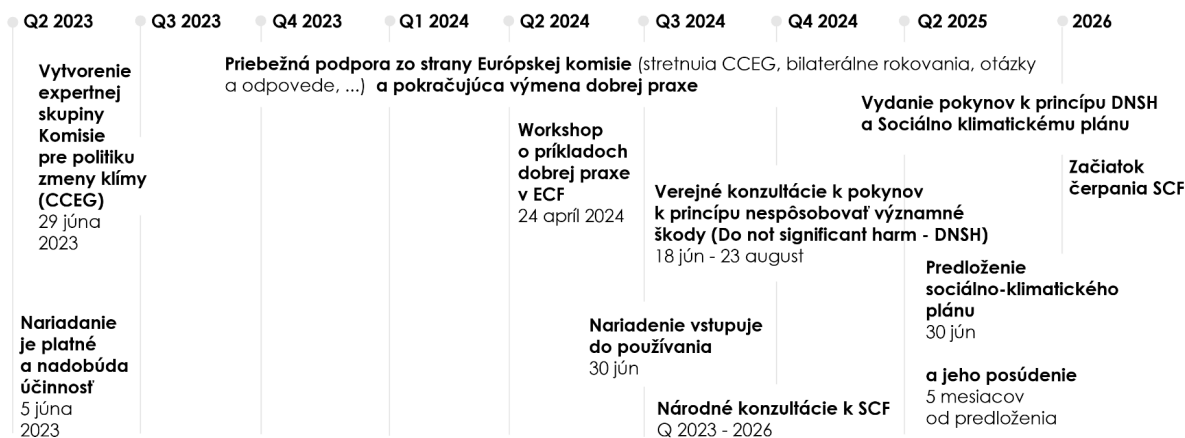 Q2 2023
Q3 2023
Q4 2023
Q1 2024
Q2 2024
Q3 2024
Q4 2024
Q2 2025
2026
Vytvorenie
expertnej
skupiny
Komisie
pre politiku
zmeny klímy
(CCEG)
29 júna
2023
Nariadanie
je platné
a nadobúda
účinnosť
5 júna
2023
Priebežná podpora zo strany Európskej komisie (stretnuia CCEG, bilaterálne rokovania, otázky
a odpovede, ...) a pokračujúca výmena dobrej praxe
Workshop
o príkladoch
dobrej praxe
v ECF
24 apríl 2024
Nariadenie vstupuje
do používania
30 jún
Verejné konzultácie k pokynov
k princípu nespôsobovať významné
škody (Do not significant harm - DNSH)
18 jún - 23 august
Národné konzultácie k SCF
Q 2023 - 2026
Vydanie pokynov k princípu DNSH
a Sociálno klimatickému plánu
Predloženie
sociálno-klimatického
plánu
30 jún
a jeho posúdenie
5 mesiacov
od predloženia
Začiatok
čerpania SCF